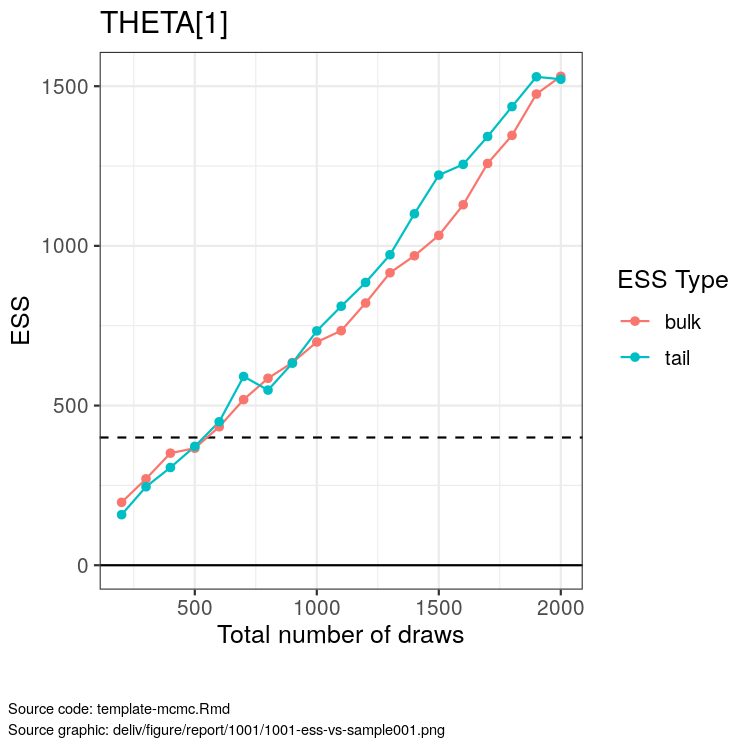 THETA[1]
1500
1000
500
0
ESS
500 1000 1500 2000
Total number of draws
ESS Type
bulk
tail
Source code: template-mcmc.Rmd
Source graphic: deliv/figure/report/1001/1001-ess-vs-sample001.png